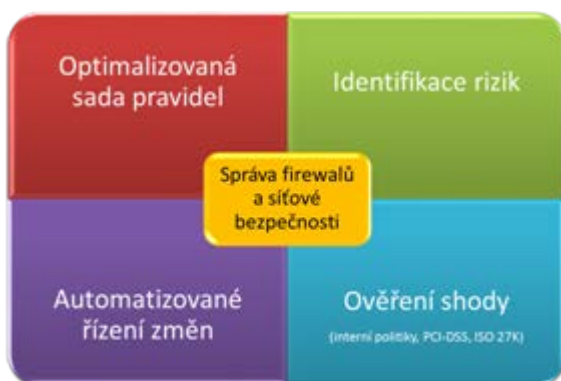 Optimalizovaná
sada pravidel
Identifikace rizik
Správa firewalů
a síťové
bezpečnosti
Automatizované
řízení změn
Ověření shody
(interní politiky, PCI-DSS, ISO 27K)